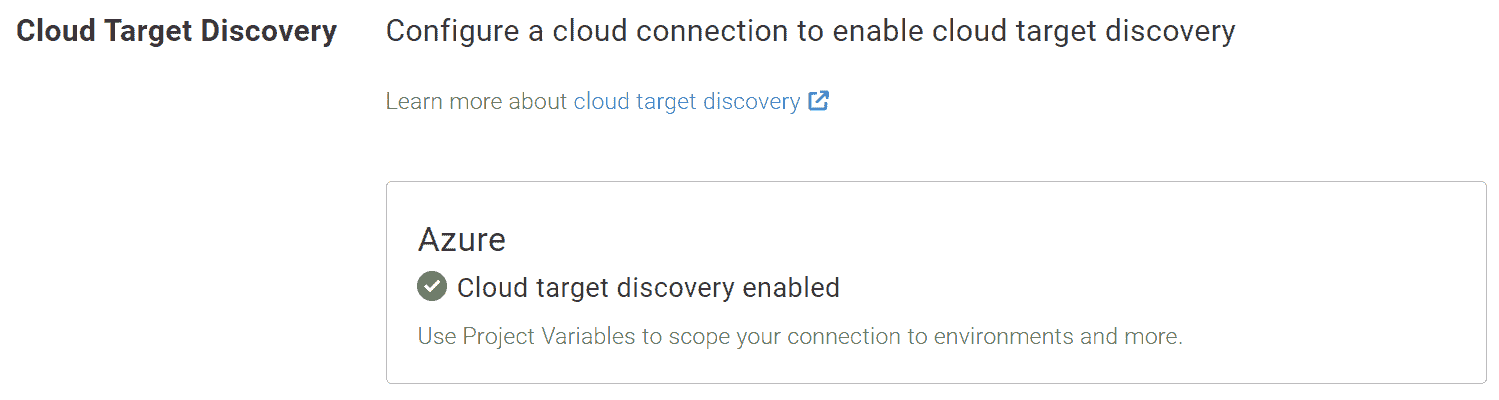 Cloud Target Discovery
Configure a cloud connection to enable cloud target discovery
Learn more about cloud target discovery
Azure
Cloud target discovery enabled
Use Project Variables to scope your connection to environments and more.